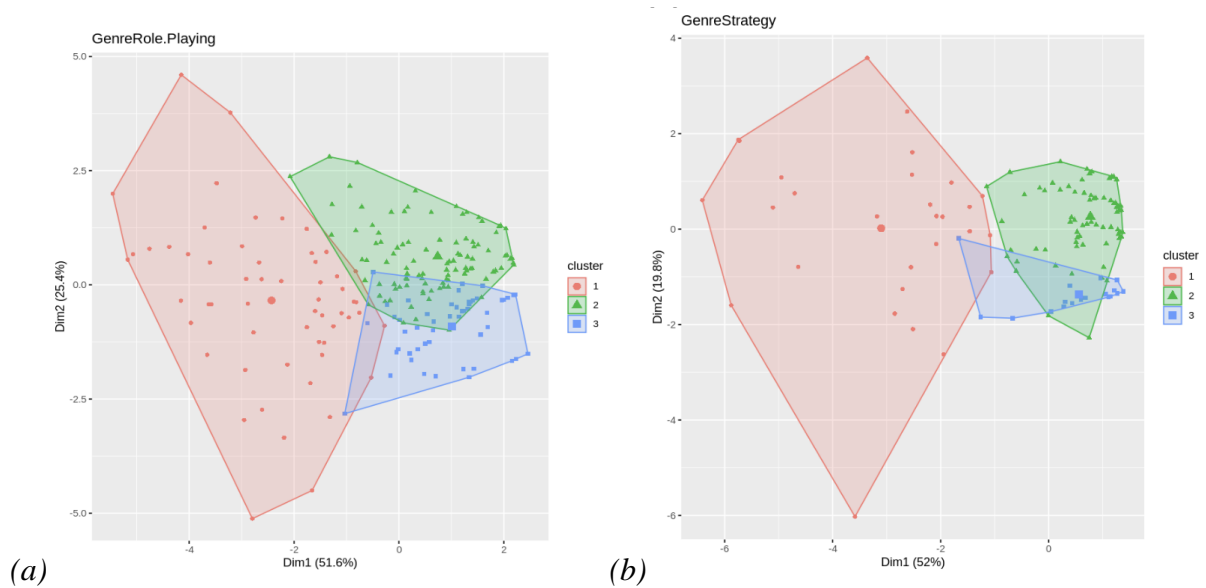 GenreRole.Playing
5.0
2.5
0.0
-2.5
-5.0
-4
-2
0
2
Dim2 (25.4%)
Dim1 (51.6%)
cluster
1
2
3
(a)
GenreStrategy
4
2
0
-2
-4
-6
-6
-4
-2
0
Dim2 (19.8%)
Dim1 (52%)
cluster
1
2
3
(b)